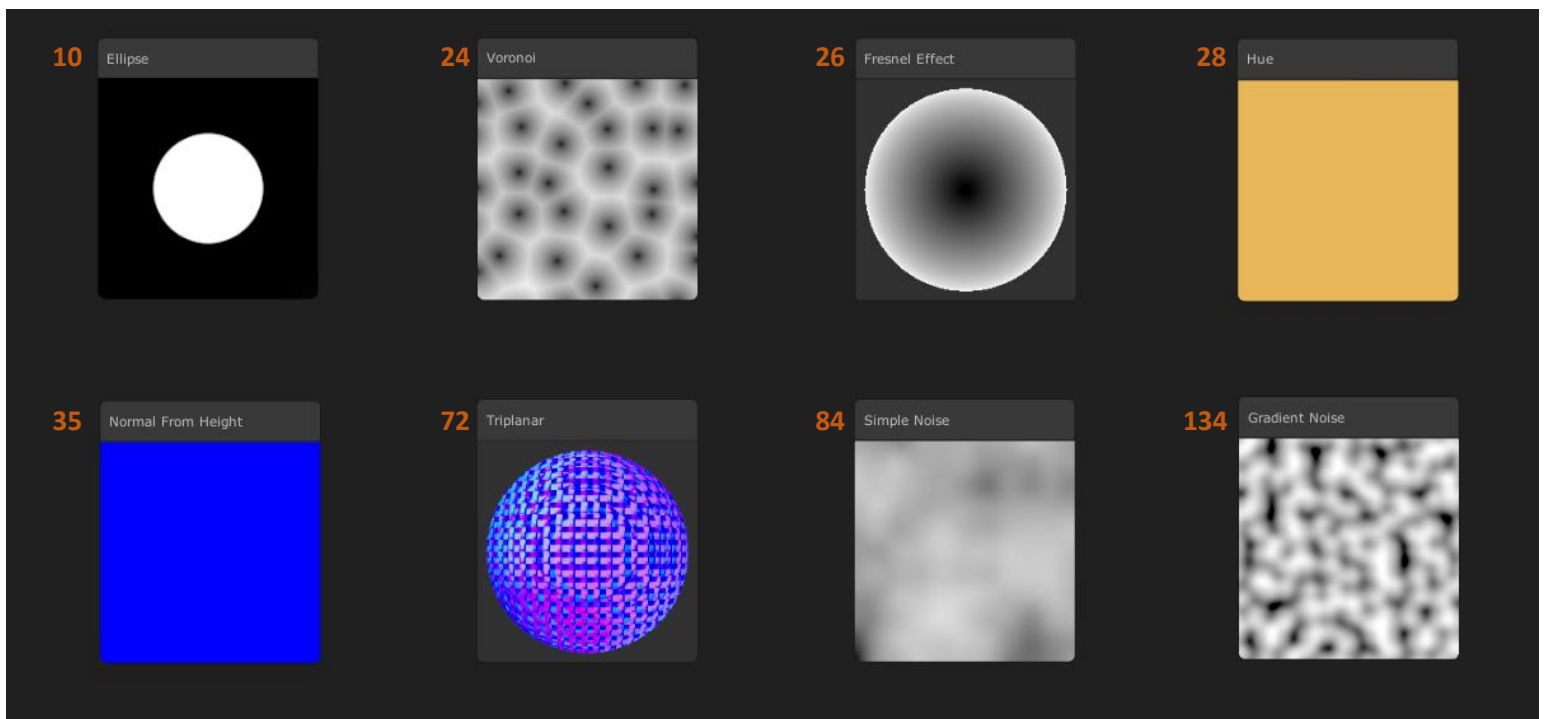 10 Ellipse
24 Voronoi
26 Fresnel Effect
28 Hue
35 Normal From Height
72 Triplanar
84 Simple Noise
134 Gradient Noise